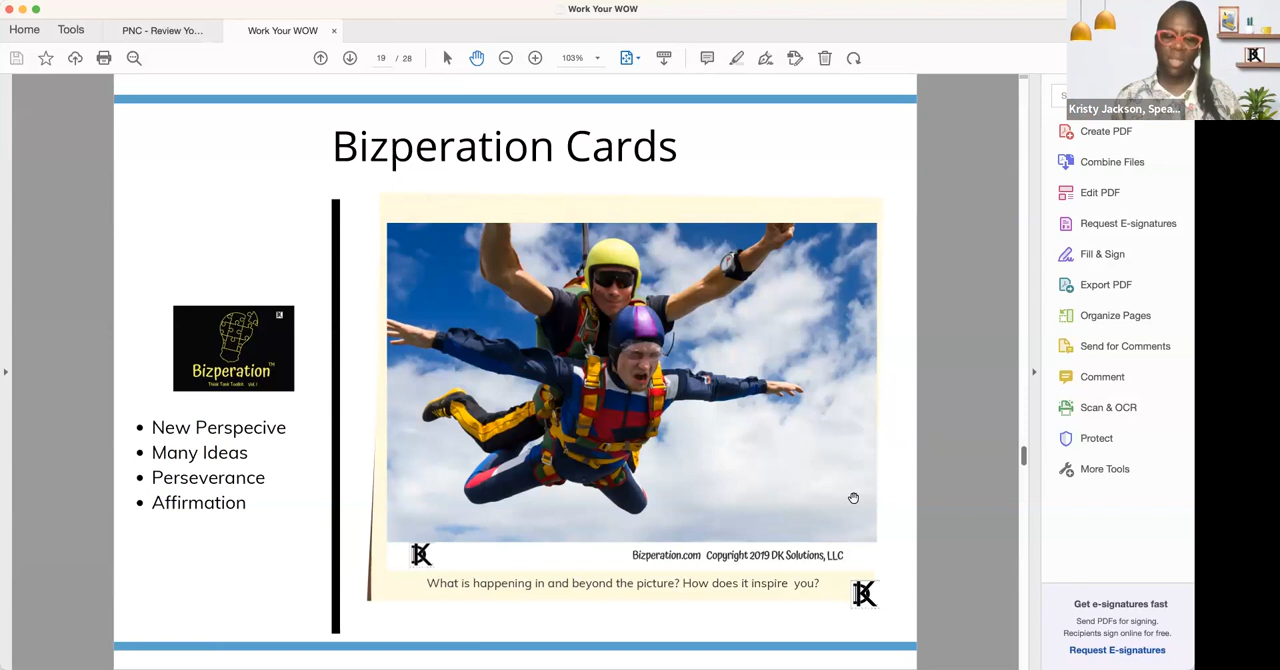 Work Your WOW
Home
Tools
PNC - Review Yo...
Work Your WOW
×
19 / 28
103%
Kristy Jackson, Spea...
S
Bizperation Cards
Bizperation™
Think Tank Toolkit Vol. 1
• New Perspecive
• Many Ideas
• Perseverance
• Affirmation
DK
Bizperation.com Copyright 2019 DK Solutions, LLC
What is happening in and beyond the picture? How does it inspire you?
DK
Create PDF
Combine Files
Edit PDF
Request E-signatures
Fill & Sign
Export PDF
Organize Pages
Send for Comments
Comment
Scan & OCR
Protect
More Tools
Get e-signatures fast
Send PDFs for signing.
Recipients sign online for free.
Request E-signatures